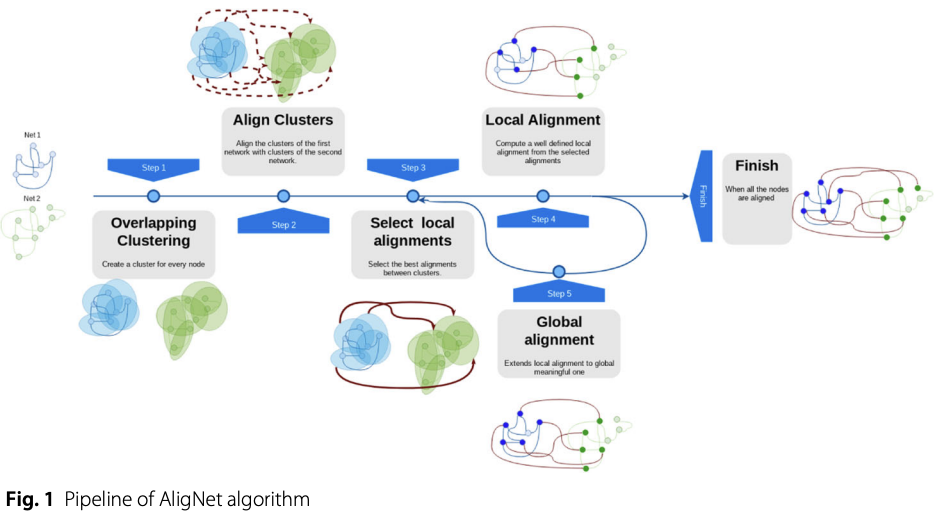 Net 1
Net 2
Step 1
Overlapping
Clustering
Create a cluster for every node
Align Clusters
Align the clusters of the first
network with clusters of the second
network.
Step 2
Step 3
Select local
alignments
Select the best alignments
between clusters.
Local Alignment
Compute a well defined local
alignment from the selected
alignments
Step 4
Step 5
Global
alignment
Extends local alignment to global
meaningful one
Finish
Finish
When all the nodes
are aligned
Fig. 1 Pipeline of AligNet algorithm